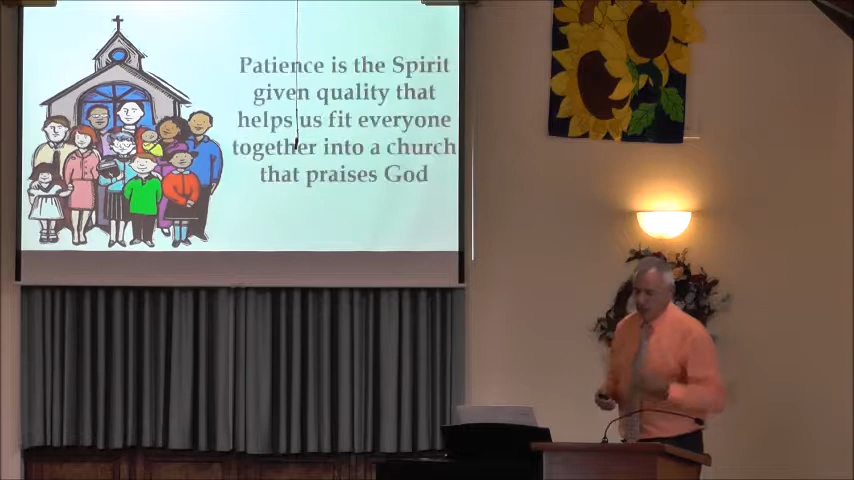 Patience is the Spirit
given quality that
helps us fit everyone
together into a church
that praises God